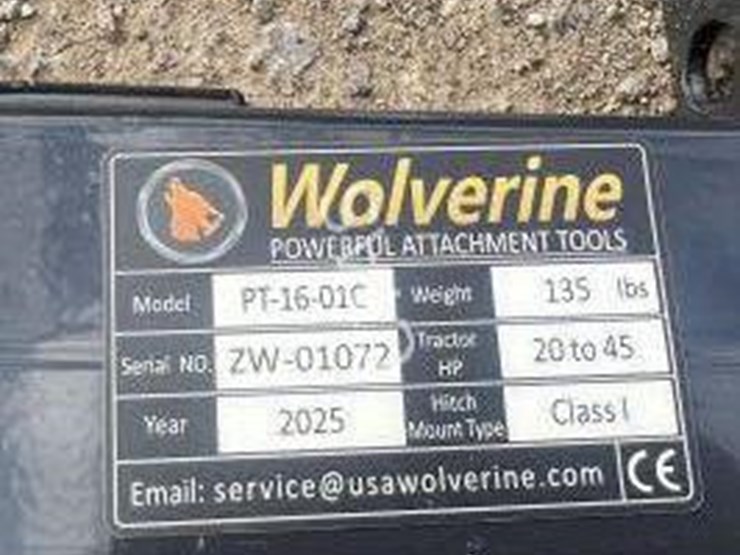 Wolverine
POWERFUL ATTACHMENT TOOLS
Model PT-16-01C Weight 135 lbs
Serial NO. ZW-01072 Tractor HP 20 to 45
Year 2025 Hitch Mount Type Class I
Email: service@usawolverine.com CE